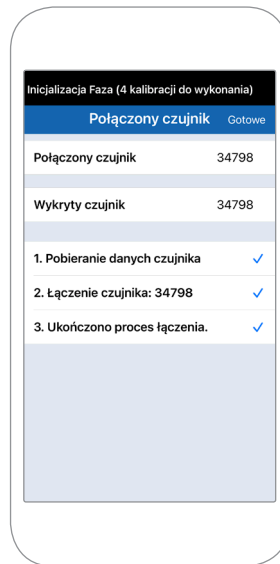 Inicjalizacja Faza (4 kalibracji do wykonania)
Połączony czujnik Gotowe
Połączony czujnik 34798
Wykryty czujnik 34798
1. Pobieranie danych czujnika ✓
2. Łączenie czujnika: 34798 ✓
3. Ukończono proces łączenia. ✓